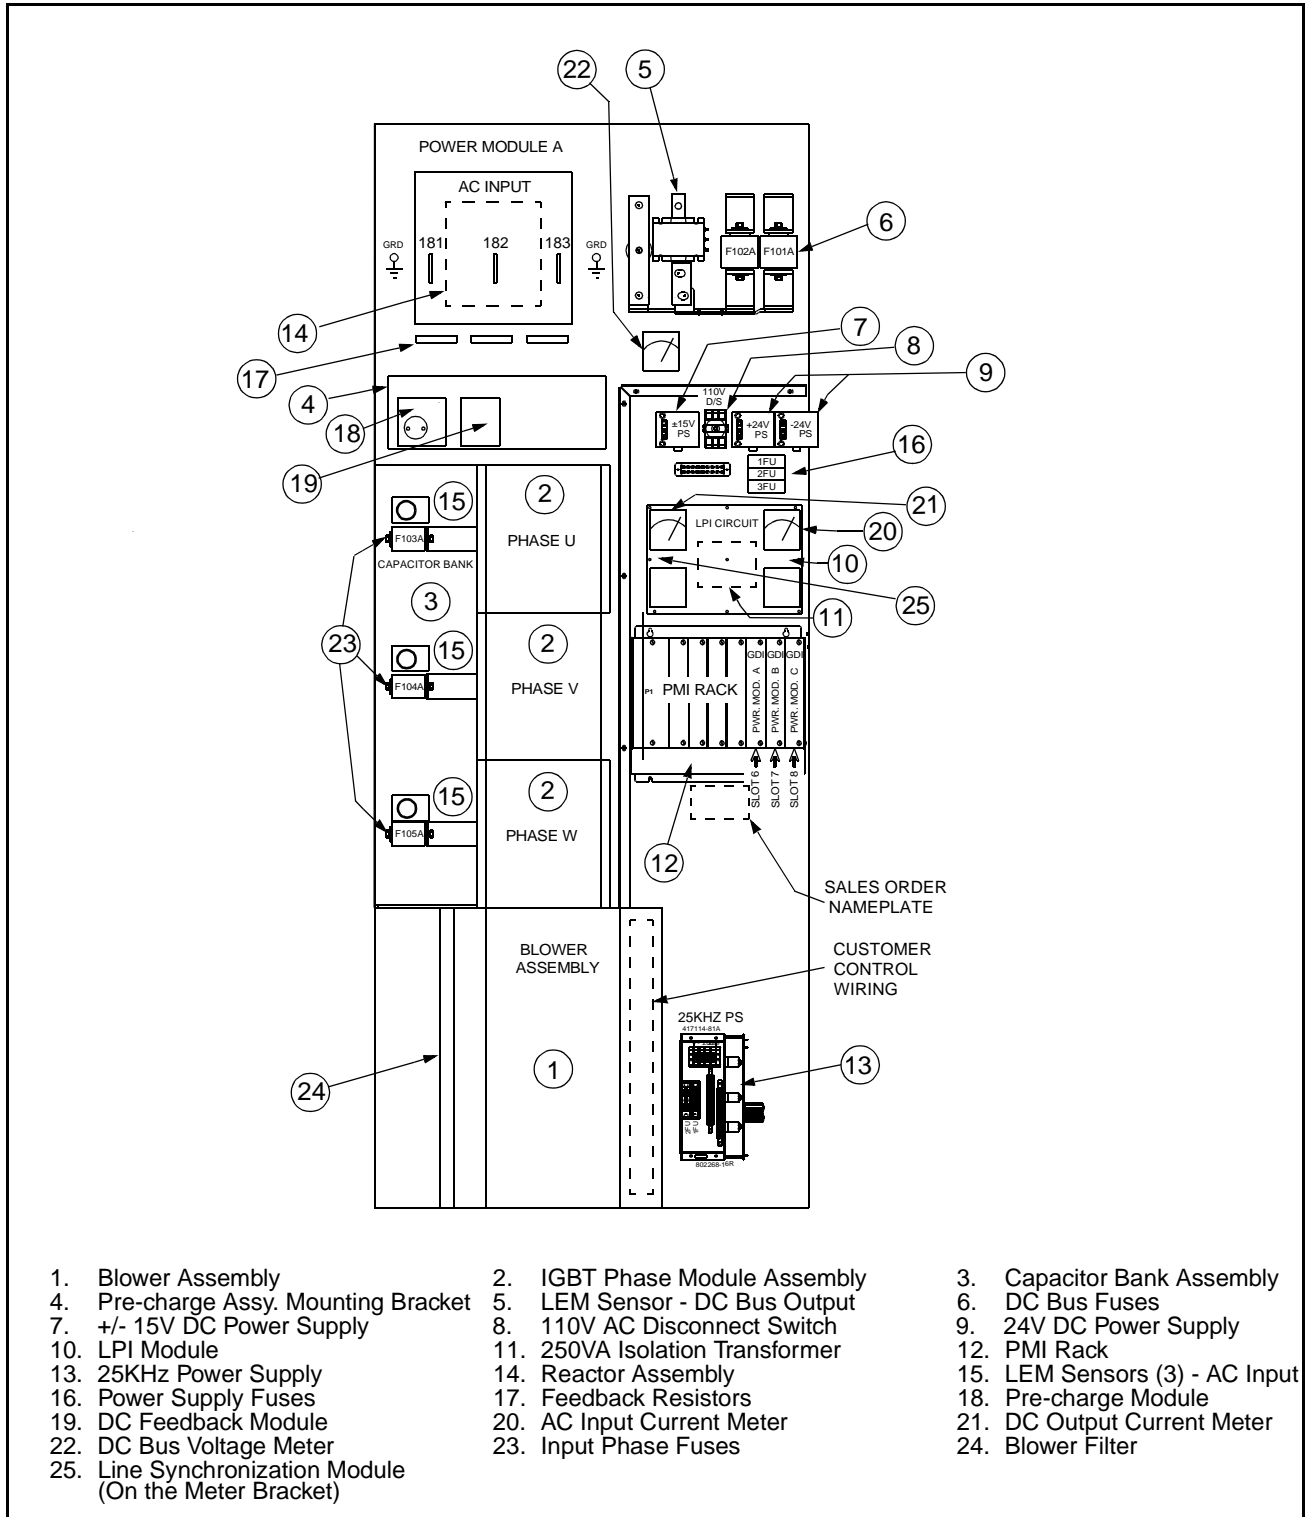 22
5
POWER MODULE A
AC INPUT
GRD
181
182
183
GRD
F102A
F101A
6
14
7
8
17
9
4
110V
D/S
±15V
PS
+24V
PS
-24V
PS
18
16
19
1FU
2FU
3FU
15
2
21
LPI CIRCUIT
20
F103A
PHASE U
CAPACITOR BANK
10
3
11
25
23
15
2
GDI
GDI
GDI
F104A
PHASE V
P1
PMI RACK
PWR. MOD. A
PWR. MOD. B
PWR. MOD. C
SLOT 6
SLOT 7
SLOT 8
15
2
F105A
PHASE W
12
SALES ORDER
NAMEPLATE
BLOWER
ASSEMBLY
CUSTOMER
CONTROL
WIRING
25KHZ PS
417114-81A
1
13
24
2FU
1FU
802268-16R
1. Blower Assembly
2. IGBT Phase Module Assembly
3. Capacitor Bank Assembly
4. Pre-charge Assy. Mounting Bracket
5. LEM Sensor - DC Bus Output
6. DC Bus Fuses
7. +/- 15V DC Power Supply
8. 110V AC Disconnect Switch
9. 24V DC Power Supply
10. LPI Module
11. 250VA Isolation Transformer
12. PMI Rack
13. 25KHz Power Supply
14. Reactor Assembly
15. LEM Sensors (3) - AC Input
16. Power Supply Fuses
17. Feedback Resistors
18. Pre-charge Module
19. DC Feedback Module
20. AC Input Current Meter
21. DC Output Current Meter
22. DC Bus Voltage Meter
23. Input Phase Fuses
24. Blower Filter
25. Line Synchronization Module
(On the Meter Bracket)